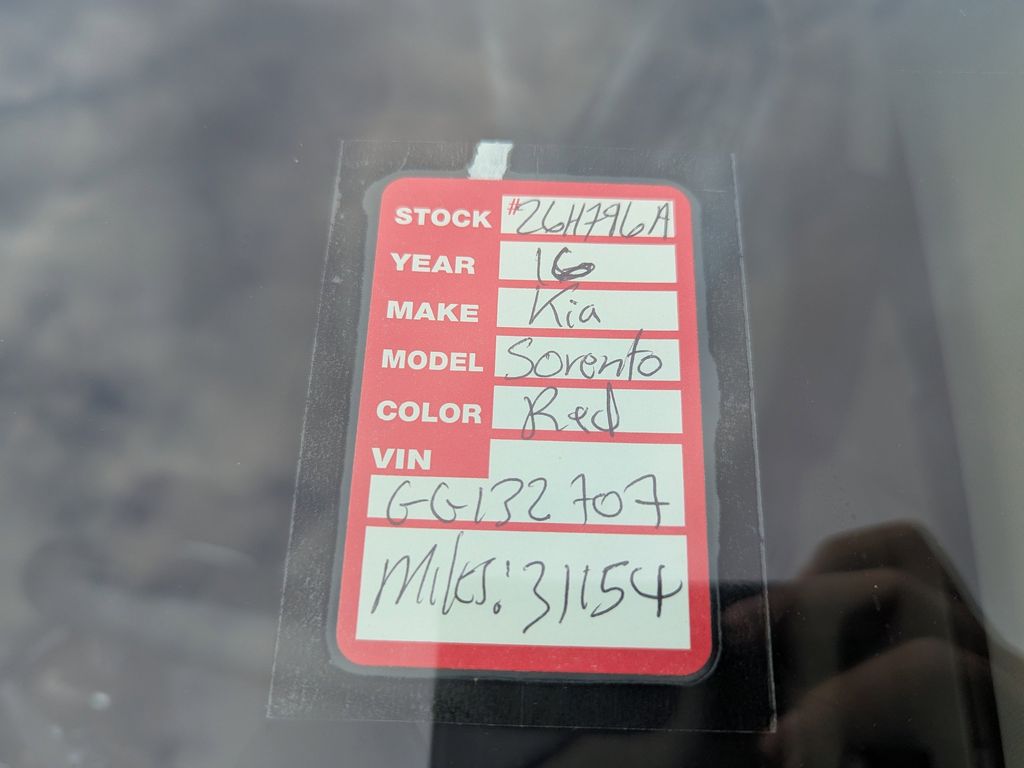 STOCK #26H796A
YEAR 16
MAKE Kia
MODEL Sorento
COLOR Red
VIN
GG132707
Miles: 31154